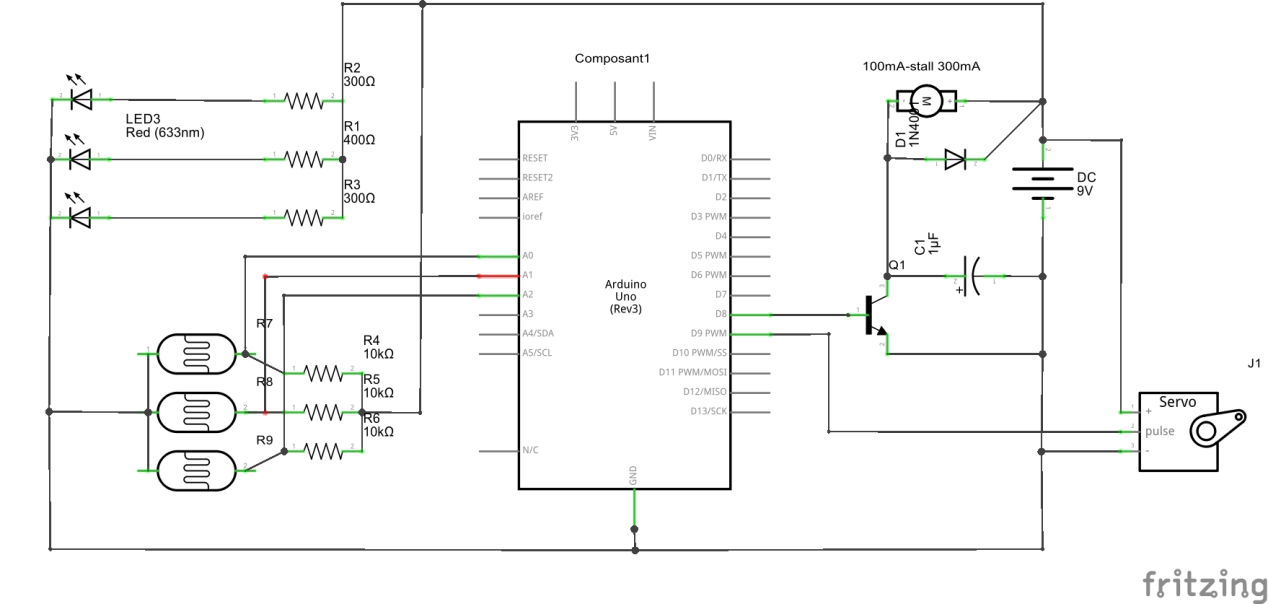 Composant1
100mA-stall 300mA
R2
300Ω
LED3
Red (633nm)
R1
400Ω
R3
300Ω
3V3
5V
VIN
RESET
RESET2
AREF
ioref
A0
A1
A2
A3
A4/SDA
A5/SCL
N/C
Arduino
Uno
(Rev3)
D0/RX
D1/TX
D2
D3 PWM
D4
D5 PWM
D6 PWM
D7
D8
D9 PWM
D10 PWM/SS
D11 PWM/MOSI
D12/MISO
D13/SCK
GND
M
D1
DC
9V
C1
1µF
Q1
R7
R8
R9
R4
10kΩ
R5
10kΩ
R6
10kΩ
J1
Servo
+
pulse
-
fritzing